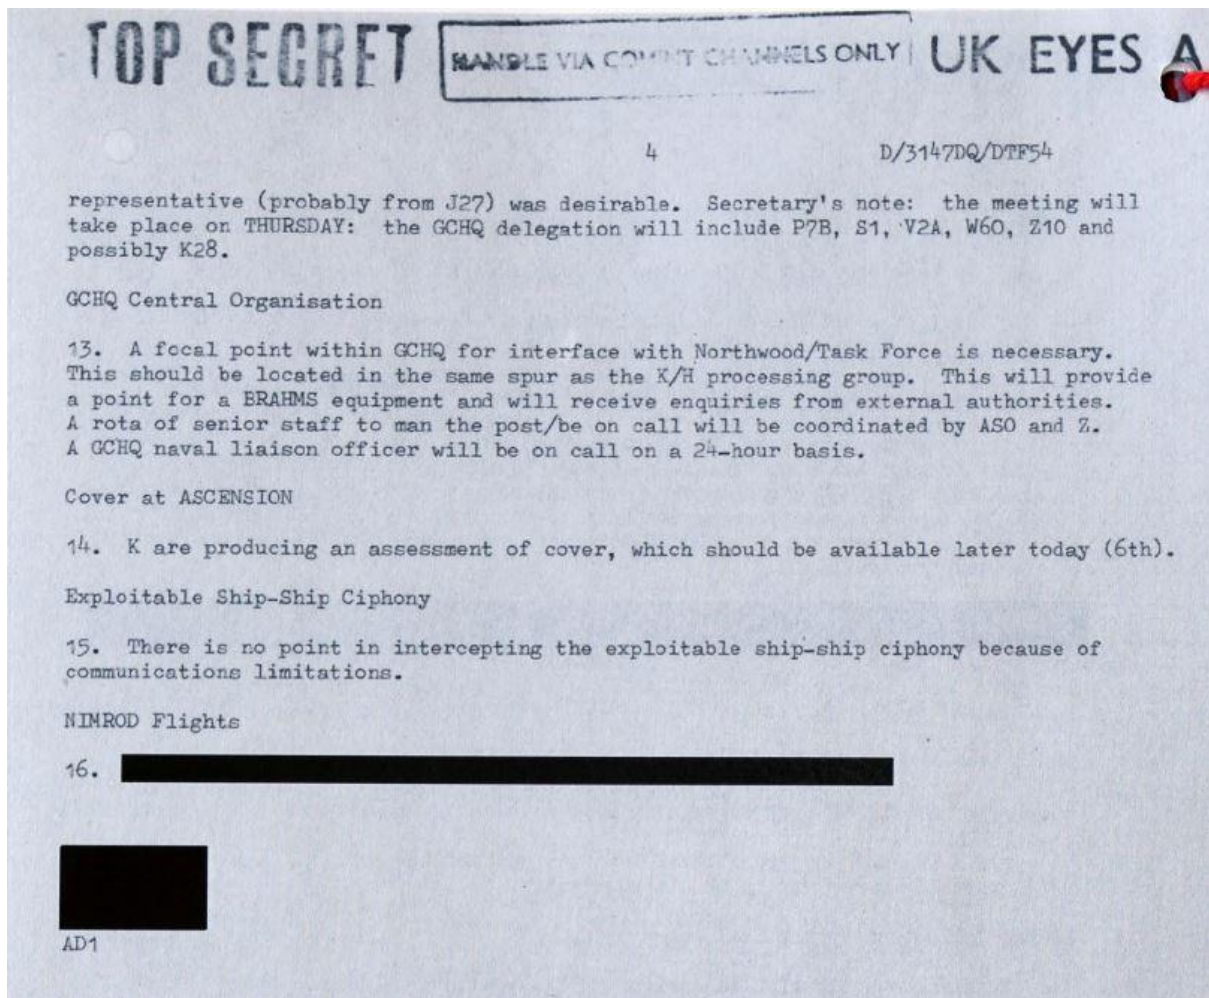 TOP SECRET HANDLE VIA COMINT CHANNELS ONLY UK EYES A
4 D/3147DQ/DTF54
representative (probably from J27) was desirable. Secretary's note: the meeting will
take place on THURSDAY: the GCHQ delegation will include P7B, S1, V2A, W60, Z10 and
possibly K28.
GCHQ Central Organisation
13. A focal point within GCHQ for interface with Northwood/Task Force is necessary.
This should be located in the same spur as the K/H processing group. This will provide
a point for a BRAHMS equipment and will receive enquiries from external authorities.
A rota of senior staff to man the post/be on call will be coordinated by ASO and Z.
A GCHQ naval liaison officer will be on call on a 24-hour basis.
Cover at ASCENSION
14. K are producing an assessment of cover, which should be available later today (6th).
Exploitable Ship-Ship Ciphony
15. There is no point in intercepting the exploitable ship-ship ciphony because of
communications limitations.
NIMROD Flights
16.
AD1